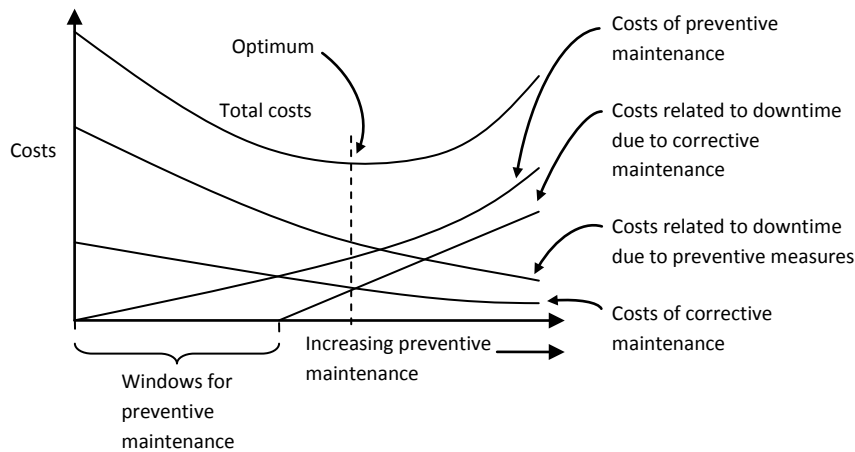 Optimum
Total costs
Costs
Costs of preventive
maintenance
Costs related to downtime
due to corrective
maintenance
Costs related to downtime
due to preventive measures
Costs of corrective
maintenance
Increasing preventive
maintenance
Windows for
preventive
maintenance